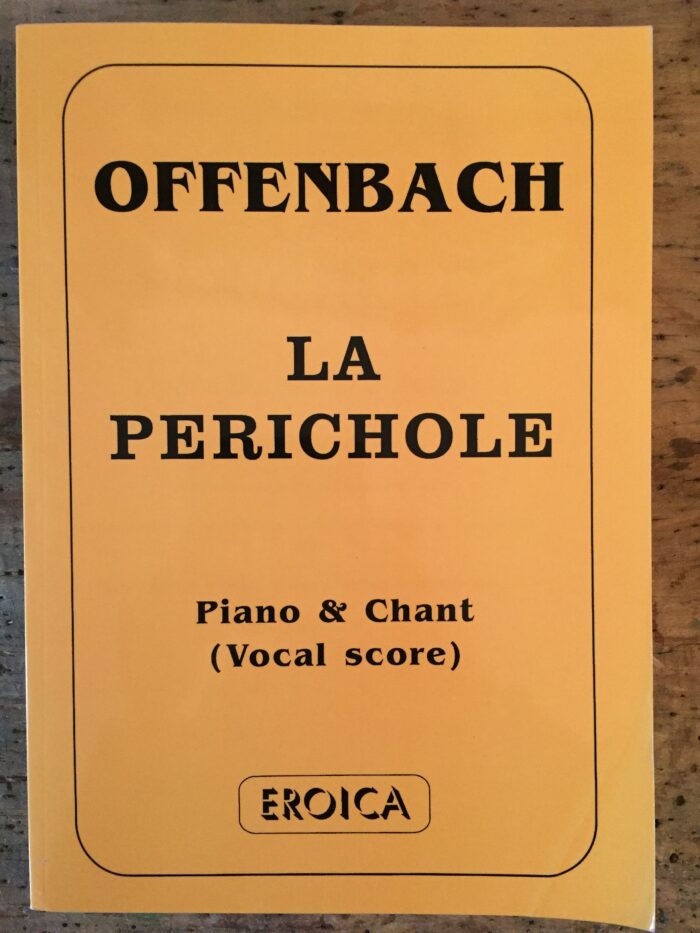 OFFENBACH
LA
PERICHOLE
Piano & Chant
(Vocal score)
EROICA